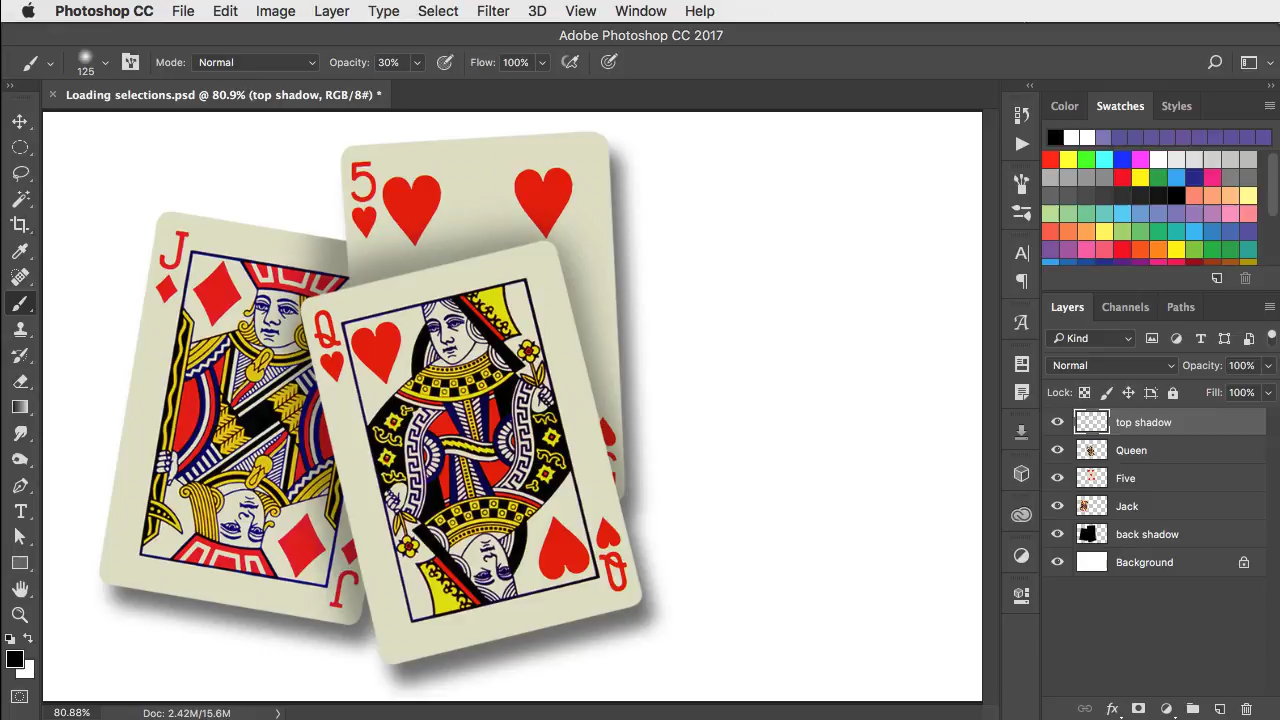 Photoshop CC File Edit Image Layer Type Select Filter 3D View Window Help
Adobe Photoshop CC 2017
125 Mode: Normal Opacity: 30% Flow: 100%
Loading selections.psd @ 80.9% (top shadow, RGB/8#) *
Color Swatches Styles
5
J
Q
Q
J
Layers Channels Paths
Kind
Normal Opacity: 100%
Lock: Fill: 100%
top shadow
Queen
Five
Jack
back shadow
Background
80.88% Doc: 2.42M/15.6M